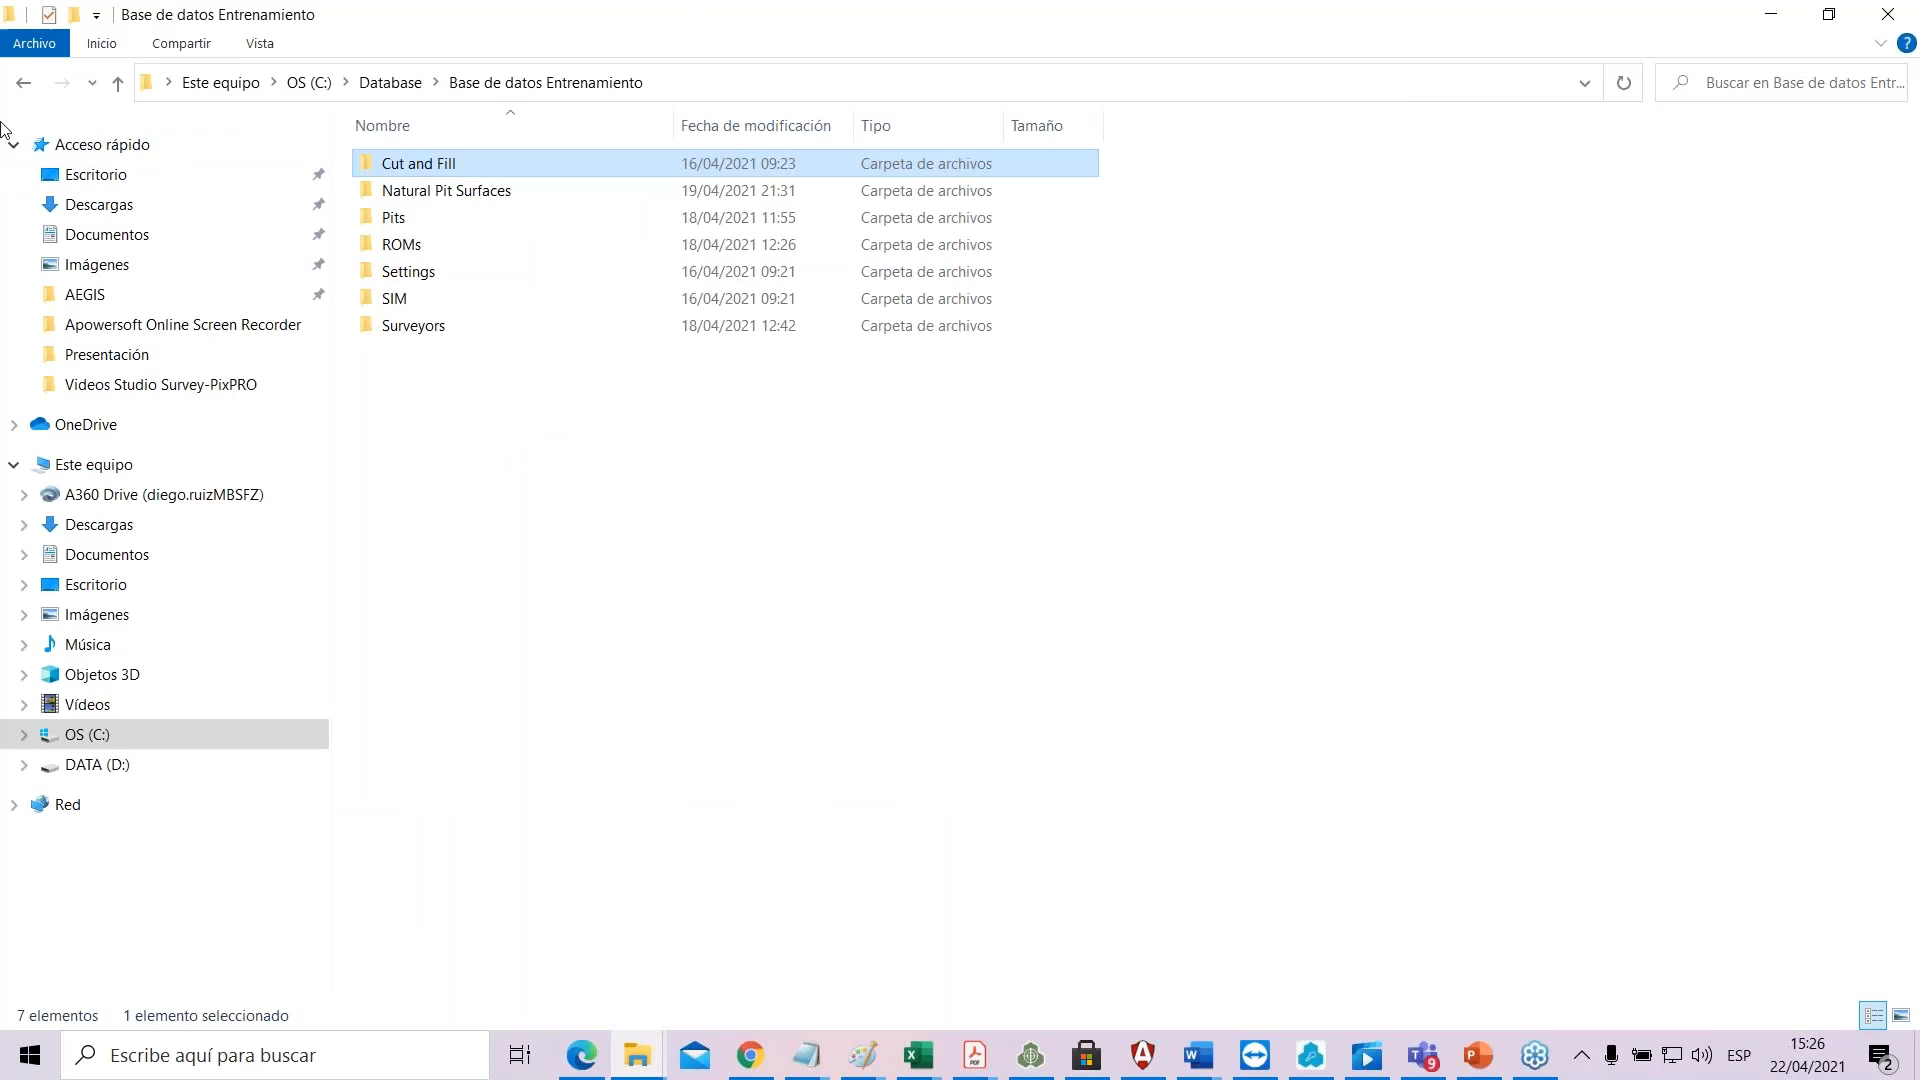 Base de datos Entrenamiento
Archivo Inicio Compartir Vista
Este equipo OS (C:) Database Base de datos Entrenamiento
Buscar en Base de datos Entr...
Nombre Fecha de modificación Tipo Tamaño
Acceso rápido
Escritorio
Descargas
Documentos
Imágenes
AEGIS
Apowersoft Online Screen Recorder
Presentación
Videos Studio Survey-PixPRO
OneDrive
Este equipo
A360 Drive (diego.ruizMBSFZ)
Descargas
Documentos
Escritorio
Imágenes
Música
Objetos 3D
Vídeos
OS (C:)
DATA (D:)
Red
Cut and Fill 16/04/2021 09:23 Carpeta de archivos
Natural Pit Surfaces 19/04/2021 21:31 Carpeta de archivos
Pits 18/04/2021 11:55 Carpeta de archivos
ROMs 18/04/2021 12:26 Carpeta de archivos
Settings 16/04/2021 09:21 Carpeta de archivos
SIM 16/04/2021 09:21 Carpeta de archivos
Surveyors 18/04/2021 12:42 Carpeta de archivos
7 elementos 1 elemento seleccionado
Escribe aquí para buscar
9
ESP
15:26
22/04/2021
2